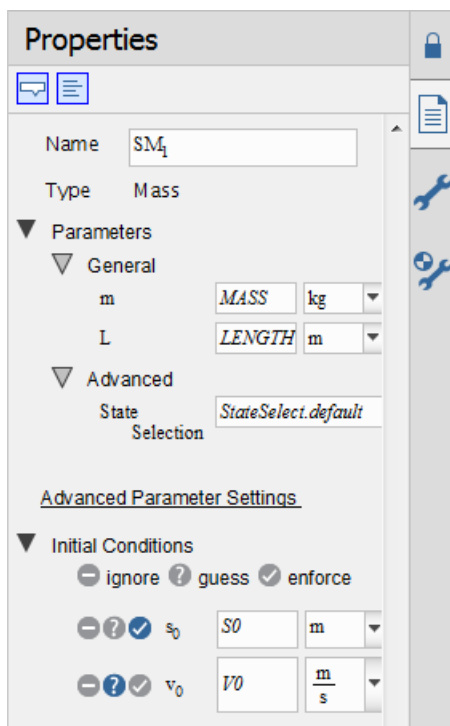 Properties
Name SM₁
Type Mass
Parameters
General
m MASS kg
L LENGTH m
Advanced
State Selection StateSelect.default
Advanced Parameter Settings
Initial Conditions
ignore ? guess enforce
? s₀ S0 m
? v₀ V0 m/s